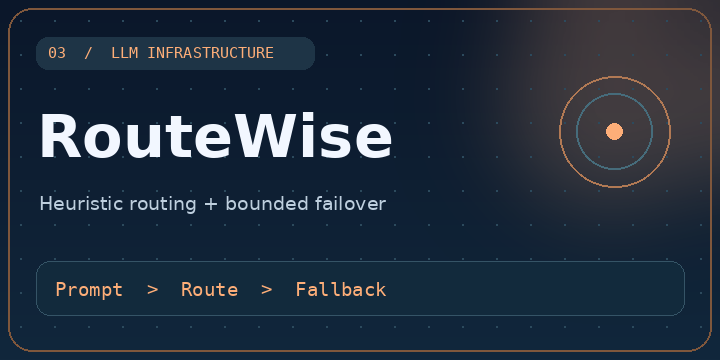 03  /  LLM INFRASTRUCTURE
RouteWise
Heuristic routing + bounded failover
Prompt  >  Route  >  Fallback